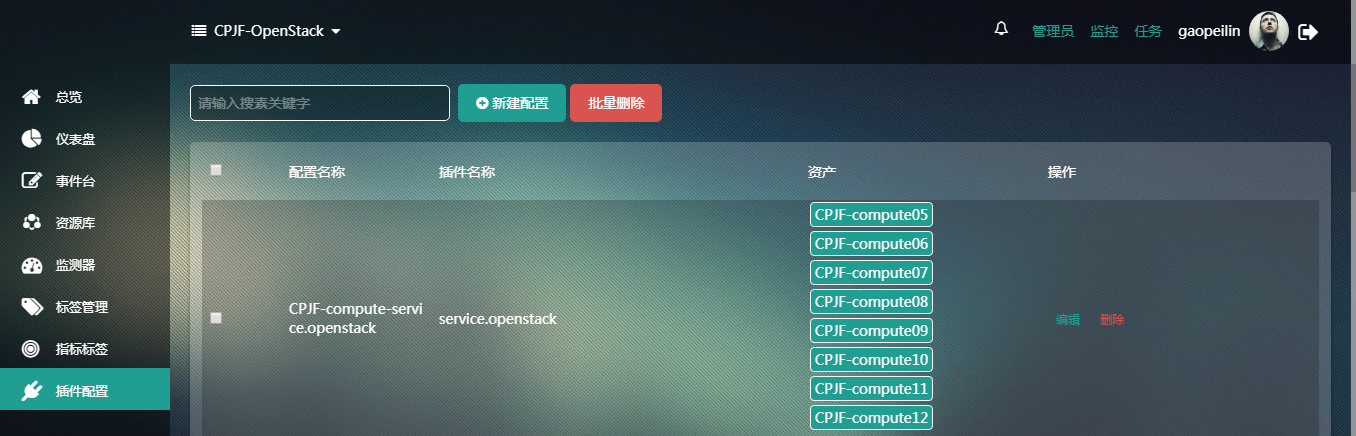 CPJF-OpenStack
管理员 监控 任务 gaopeilin
总览
仪表盘
事件台
资源库
监测器
标签管理
指标标签
插件配置
请输入搜素关键字 新建配置 批量删除
配置名称 插件名称 资产 操作
CPJF-compute-servi
ce.openstack
service.openstack
CPJF-compute05
CPJF-compute06
CPJF-compute07
CPJF-compute08
CPJF-compute09
CPJF-compute10
CPJF-compute11
CPJF-compute12
编辑 删除